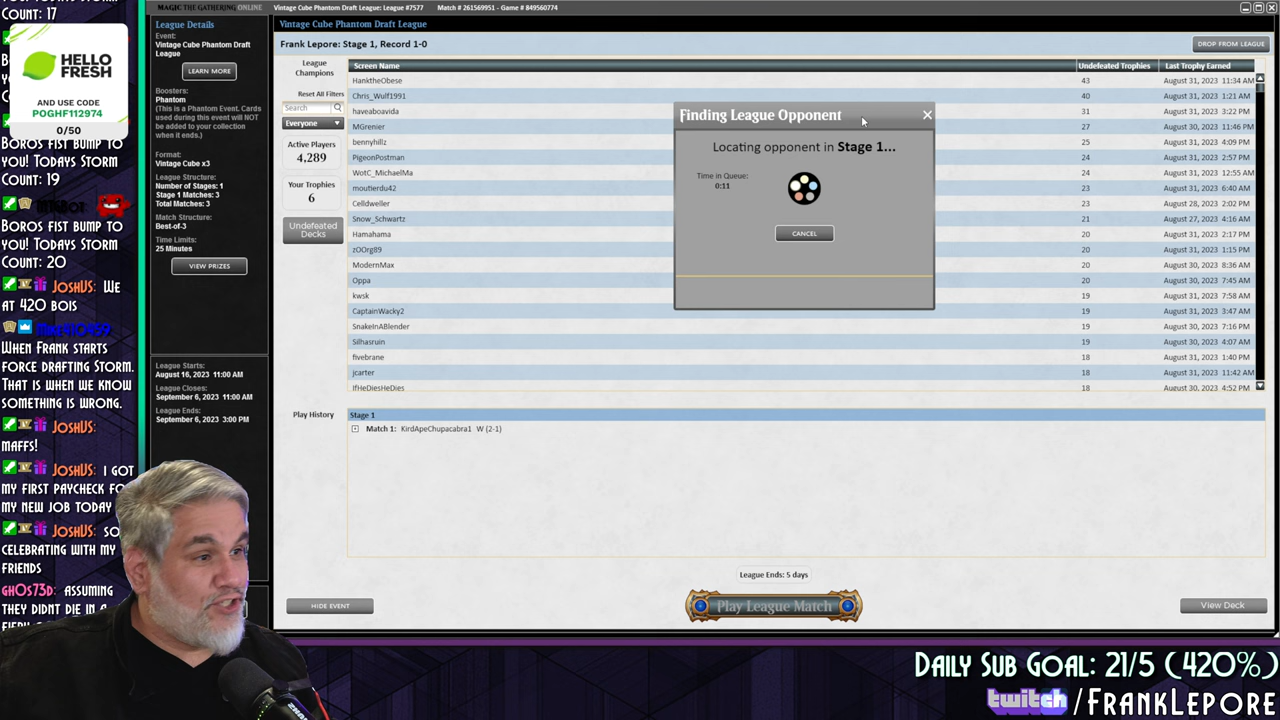 COUNT: 17
HELLO
FRESH
AND USE CODE
POGHF112974
0/50
BOROS FIST BUMP TO
YOU! TODAYS STORM
COUNT: 19
BOROS FIST BUMP TO
YOU! TODAYS STORM
COUNT: 20
JOSHUS: WE
AT 420 BOIS
MIKE410459
WHEN FRANK STARTS
FORCE DRAFTING STORM.
THAT IS WHEN WE KNOW
SOMETHING IS WRONG.
JOSHUS:
MAFFS!
JOSHUS: I GOT
MY FIRST PAYCHECK FO
MY NEW JOB TODAY
JOSHUS: SO
CELEBRATING WITH MY
FRIENDS
GHOS73D: ASSUMING
THEY DIDNT DIE IN A
MAGIC THE GATHERING ONLINE
Vintage Cube Phantom Draft League: League #7577
Match # 261569951 - Game # 849560774
League Details
Event:
Vintage Cube Phantom Draft
League
LEARN MORE
Boosters:
Phantom
(This is a Phantom Event. Cards
used during this event will NOT
be added to your collection
when it ends.)
Format:
Vintage Cube x3
League Structure:
Number of Stages: 1
Stage 1 Matches: 3
Total Matches: 3
Match Structure:
Best-of-3
Time Limits:
25 Minutes
VIEW PRIZES
League Starts:
August 16, 2023 11:00 AM
League Closes:
September 6, 2023 11:00 AM
League Ends:
September 6, 2023 3:00 PM
Vintage Cube Phantom Draft League
Frank Lepore: Stage 1, Record 1-0
DROP FROM LEAGUE
League
Champions
Reset All Filters
Search
Everyone
Active Players
4,289
Your Trophies
6
Undefeated
Decks
Screen Name Undefeated Trophies Last Trophy Earned
HanktheObese 43 August 31, 2023 11:34 AM
Chris_Wulf1991 40 August 31, 2023 1:21 AM
haveaboavida 31 August 31, 2023 3:22 PM
MGrenier 27 August 30, 2023 11:46 PM
bennyhillz 25 August 31, 2023 3:41 PM
PigeonPostman 24 August 31, 2023 2:57 PM
WotC_MichaelMa 24 August 31, 2023 12:55 AM
moutierdu42 23 August 31, 2023 6:40 AM
Celldweller 23 August 28, 2023 2:02 PM
Snow_Schwartz 21 August 27, 2023 4:16 AM
Hamahama 20 August 31, 2023 2:17 PM
zOOrg89 20 August 31, 2023 1:15 PM
ModernMax 20 August 30, 2023 8:36 AM
Oppa 20 August 30, 2023 7:45 AM
kwsk 19 August 31, 2023 7:58 AM
CaptainWacky2 19 August 31, 2023 3:47 AM
SnakeInABlender 19 August 30, 2023 7:16 PM
Silhasruin 19 August 30, 2023 4:07 AM
fivebrane 18 August 31, 2023 1:40 PM
jcarter 18 August 31, 2023 11:42 AM
IfHeDiesHeDies 18 August 30, 2023 4:52 PM
Finding League Opponent
Locating opponent in Stage 1...
Time in Queue:
0:11
CANCEL
Play History
Stage 1
Match 1: KirdApeChupacabra1 W (2-1)
League Ends: 5 days
HIDE EVENT
Play League Match
View Deck
DAILY SUB GOAL: 21/5 (420%)
twitch/FRANKLEPORE